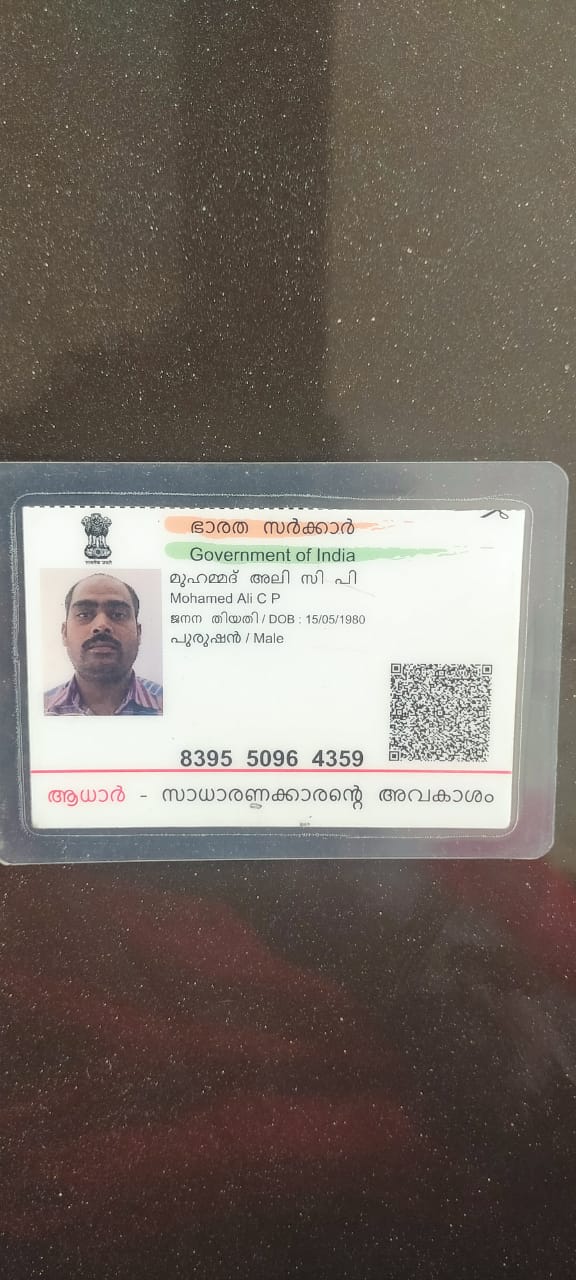 ഭാരത സർക്കാർ
Government of India
മുഹമ്മദ് അലി സി പി
Mohamed Ali C P
ജനന തിയതി / DOB : 15/05/1980
പുരുഷൻ / Male
8395 5096 4359
ആധാർ - സാധാരണക്കാരന്റെ അവകാശം